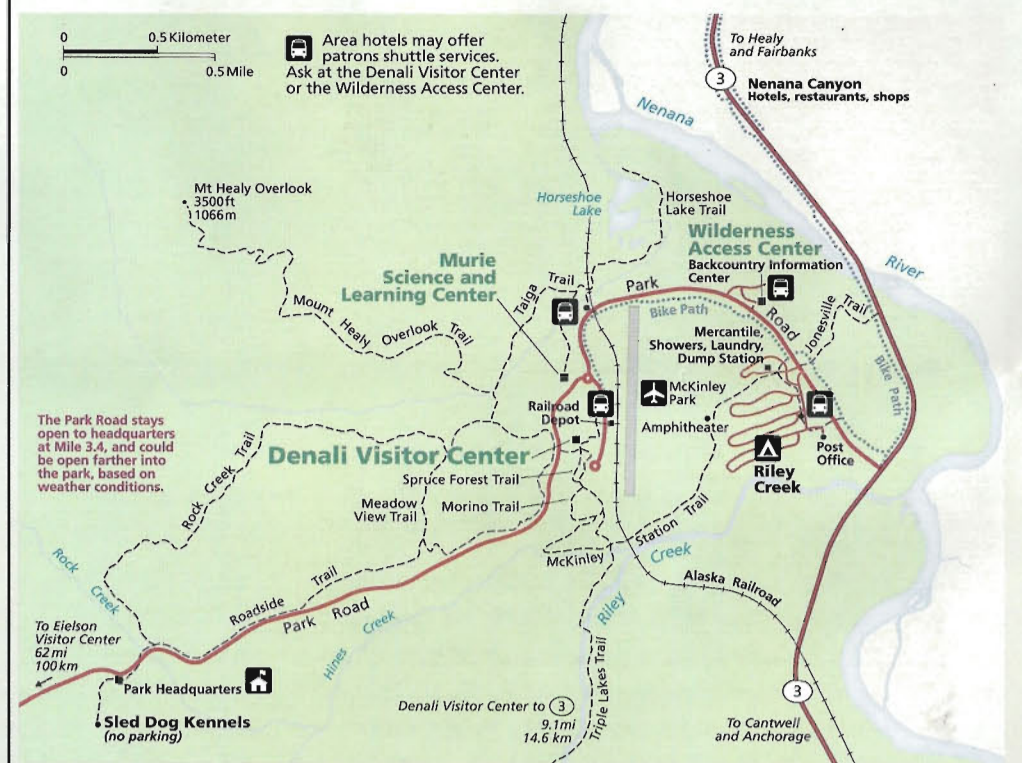 0 0.5 Kilometer
0 0.5 Mile
Area hotels may offer
patrons shuttle services.
Ask at the Denali Visitor Center
or the Wilderness Access Center.
To Healy
and Fairbanks
3
Nenana Canyon
Hotels, restaurants, shops
Nenana
River
Mt Healy Overlook
3500 ft
1066 m
Horseshoe
Lake
Horseshoe
Lake Trail
Wilderness
Access Center
Backcountry Information
Center
Murie
Science and
Learning Center
Taiga Trail
Park Road
Bike Path
Jonesville Trail
Mount Healy Overlook Trail
Mercantile,
Showers, Laundry,
Dump Station
Bike Path
McKinley
Park
Railroad
Depot
Amphitheater
Post
Office
Riley
Creek
The Park Road stays
open to headquarters
at Mile 3.4, and could
be open farther into
the park, based on
weather conditions.
Rock Creek Trail
Denali Visitor Center
Spruce Forest Trail
Meadow
View Trail
Morino Trail
McKinley Station Trail
Riley Creek
Alaska Railroad
Rock Creek
Roadside Trail
Park Road
Hines Creek
To Eielson
Visitor Center
62 mi
100 km
Park Headquarters
Sled Dog Kennels
(no parking)
Triple Lakes Trail
Denali Visitor Center to 3
9.1mi
14.6 km
3
To Cantwell
and Anchorage